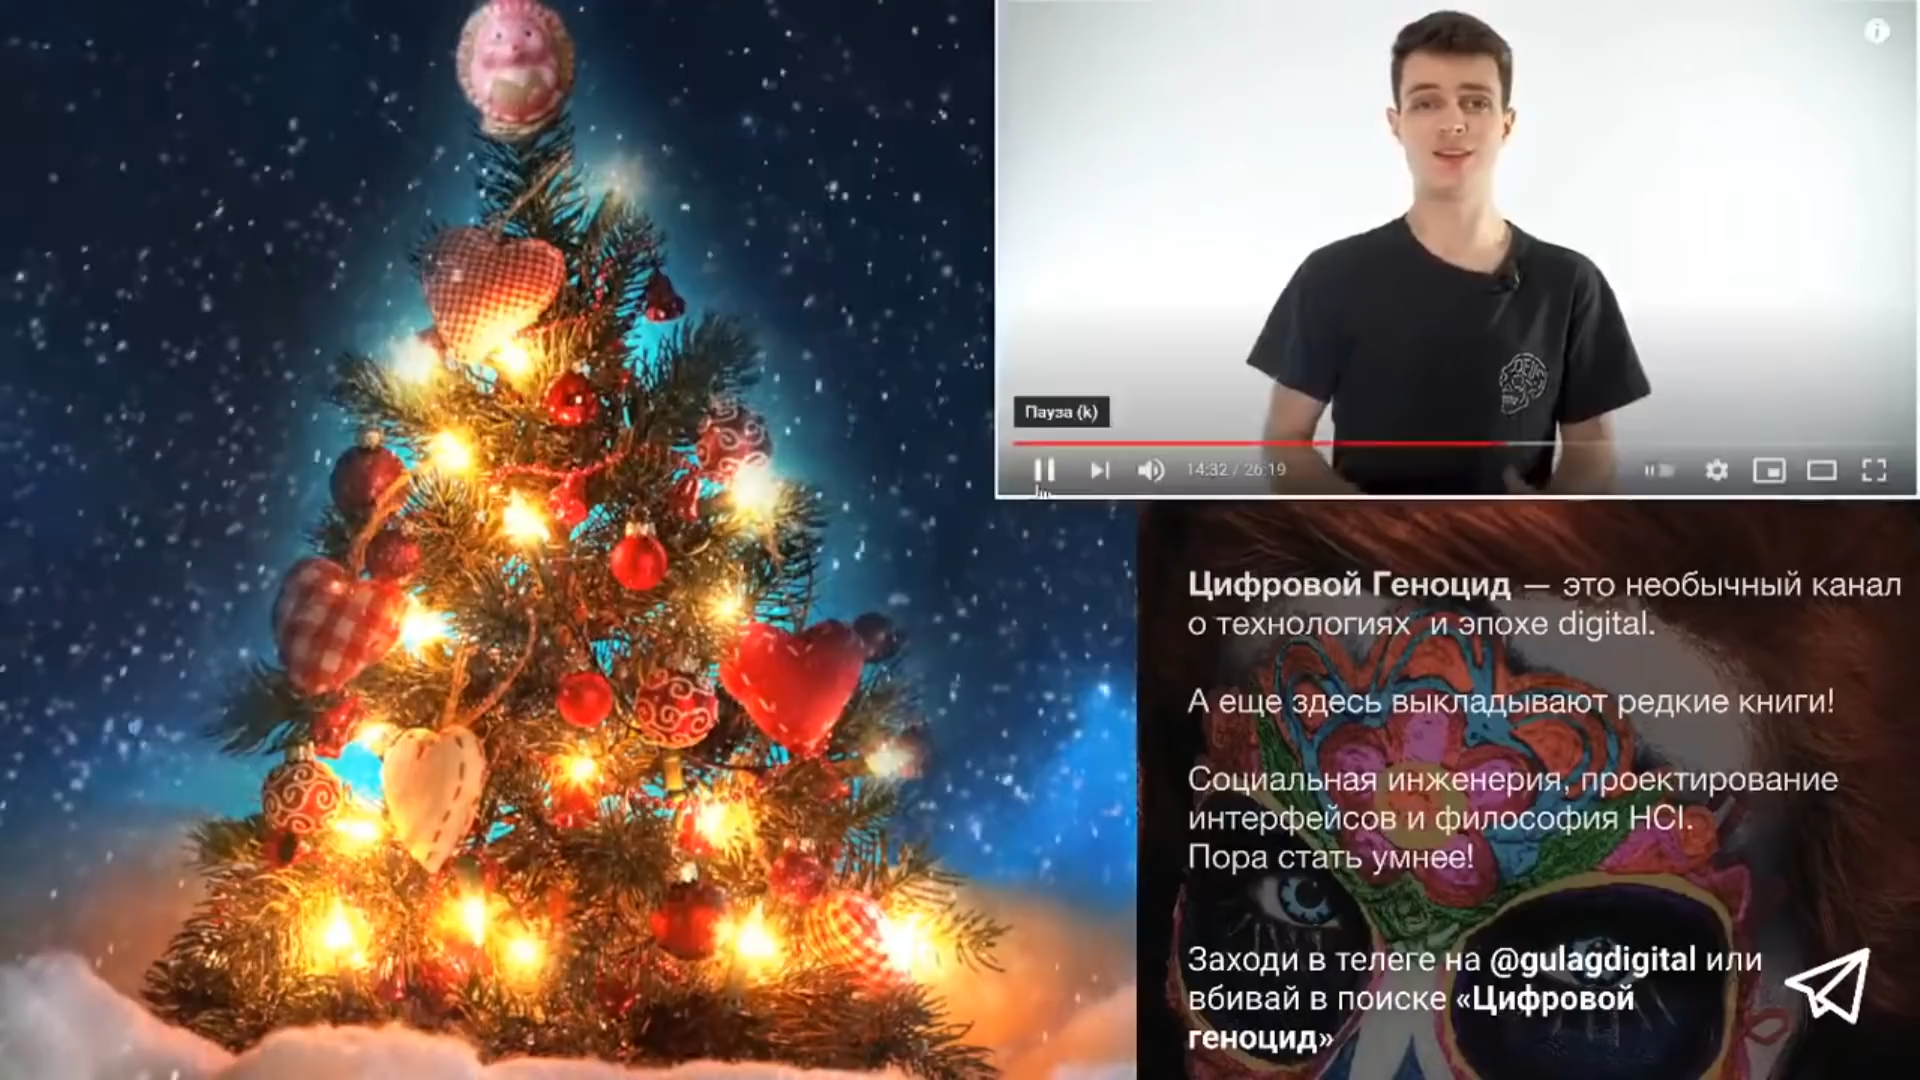 Пауза (k)
14:32 / 26:19
Цифровой Геноцид — это необычный канал
о технологиях и эпохе digital.
А еще здесь выкладывают редкие книги!
Социальная инженерия, проектирование
интерфейсов и философия HCI.
Пора стать умнее!
Заходи в телеге на @gulagdigital или
вбивай в поиске «Цифровой
геноцид»